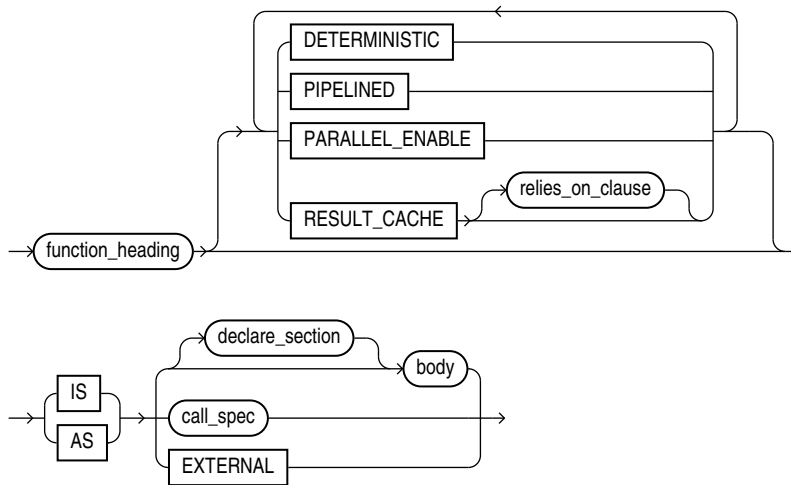 DETERMINISTIC
PIPELINED
PARALLEL_ENABLE
relies_on_clause
RESULT_CACHE
function_heading
declare_section
body
IS
call_spec
AS
EXTERNAL